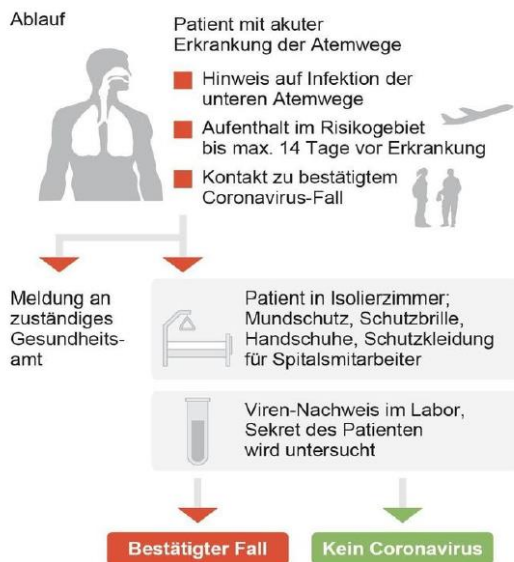 Ablauf
Patient mit akuter
Erkrankung der Atemwege
Hinweis auf Infektion der
unteren Atemwege
Aufenthalt im Risikogebiet
bis max. 14 Tage vor Erkrankung
Kontakt zu bestätigtem
Coronavirus-Fall
Meldung an
zuständiges
Gesundheits-
amt
Patient in Isolierzimmer;
Mundschutz, Schutzbrille,
Handschuhe, Schutzkleidung
für Spitalsmitarbeiter
Viren-Nachweis im Labor,
Sekret des Patienten
wird untersucht
Bestätigter Fall
Kein Coronavirus